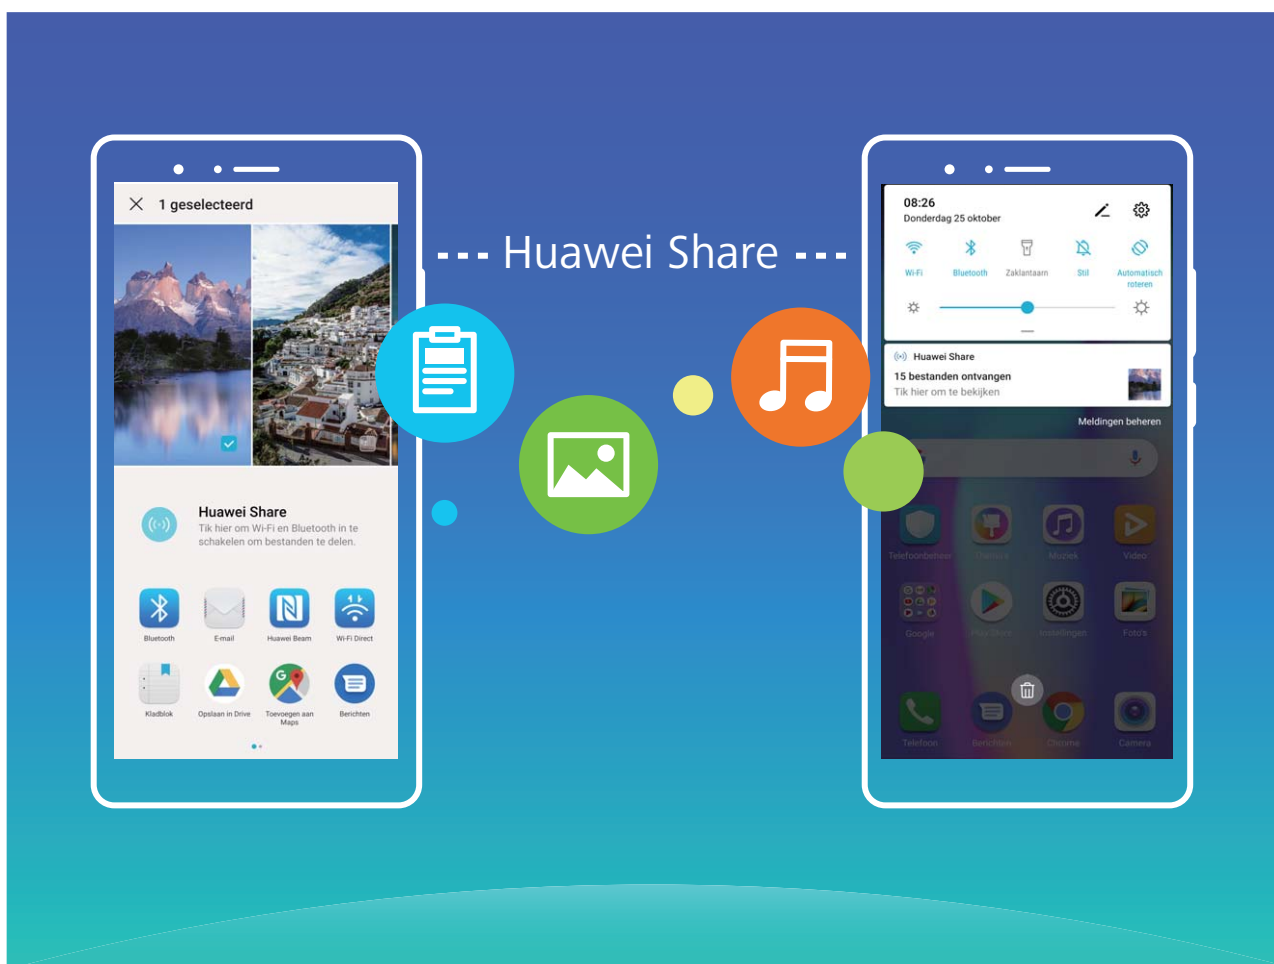 1 geselecteerd
Huawei Share
Tik hier om Wi-Fi en Bluetooth in te
schakelen om bestanden te delen.
Bluetooth
E-mail
Huawei Beam
Wi-Fi Direct
Kladblok
Opslaan in Drive
Toevoegen aan
Maps
Berichten
--- Huawei Share ---
08:26
Donderdag 25 oktober
Wi-Fi
Bluetooth
Zaklantaarn
Stil
Automatisch
roteren
Huawei Share
15 bestanden ontvangen
Tik hier om te bekijken
Meldingen beheren
Telefoonbeheer
Muziek
Video
Google
Play Store
Instellingen
Foto's
Telefoon
Berichten
Chrome
Camera